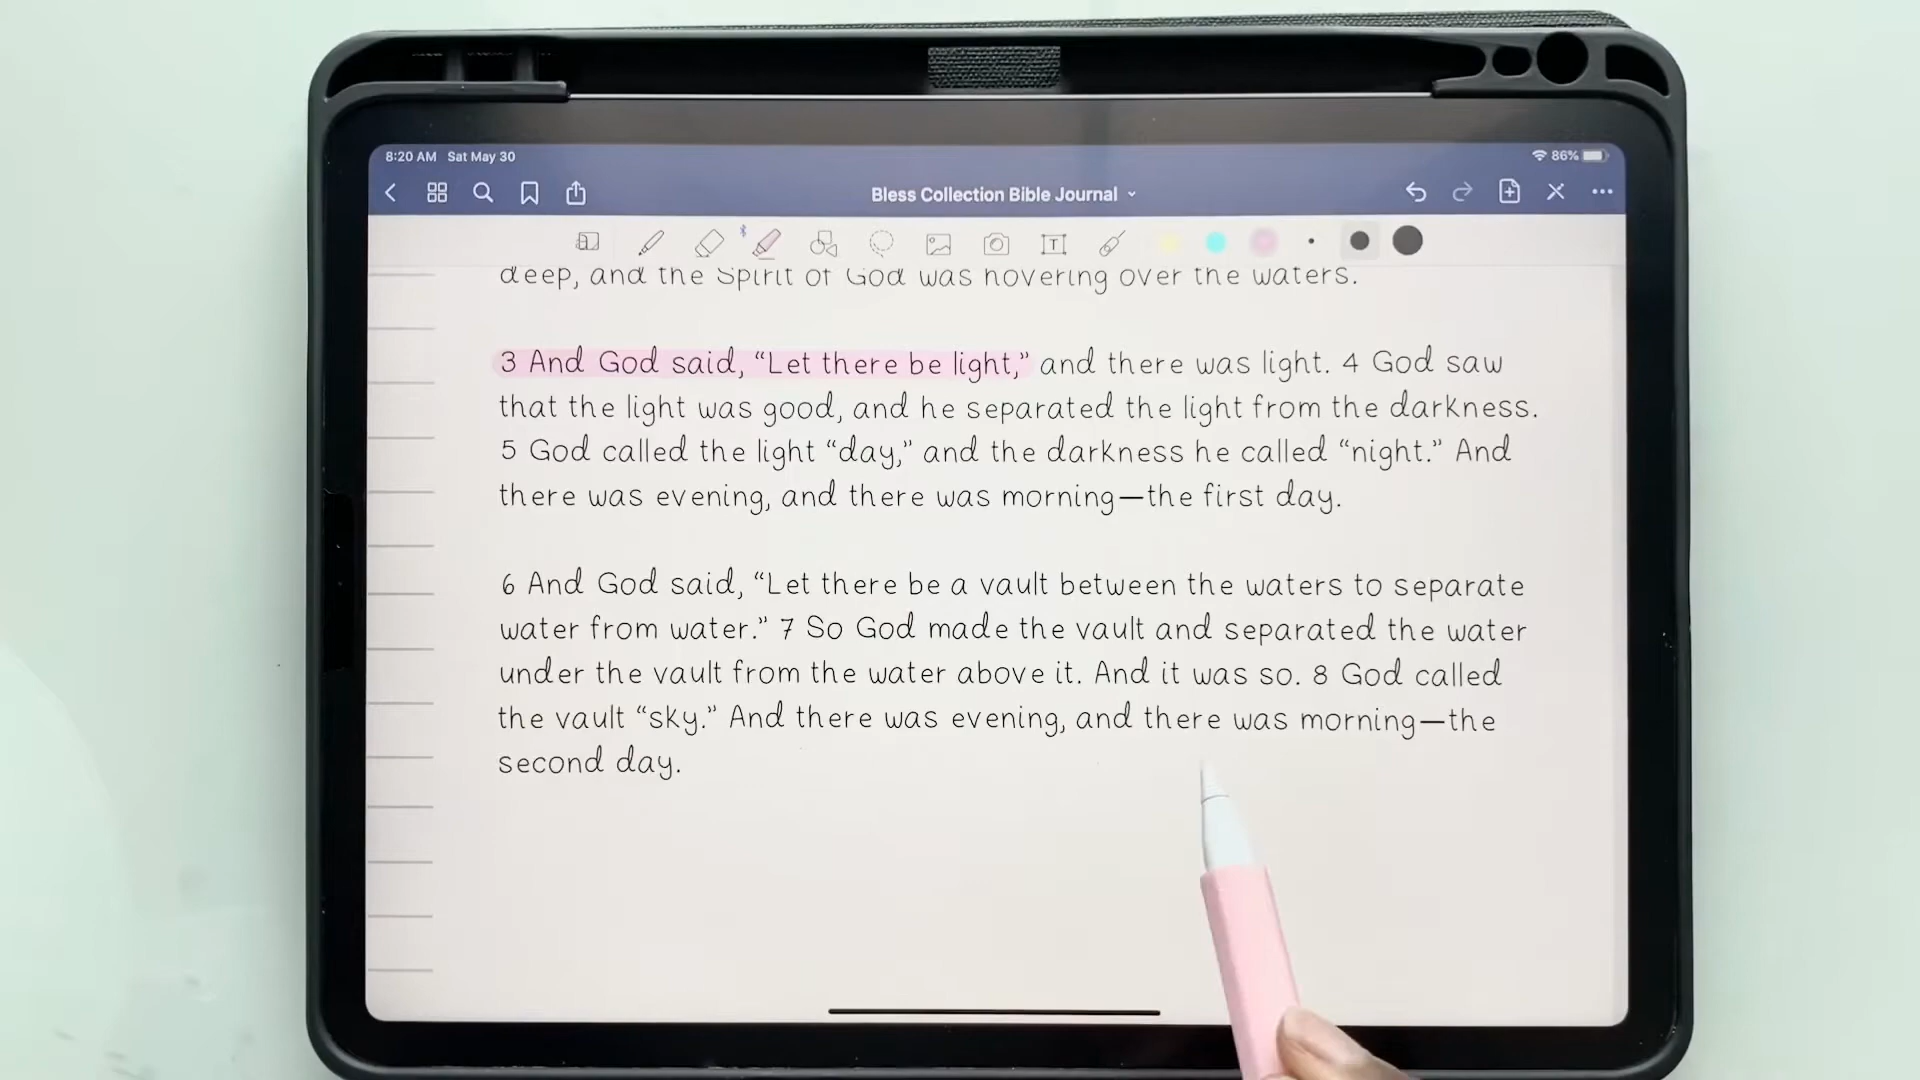 8:20 AM Sat May 30
86%
Bless Collection Bible Journal
deep, and the Spirit of God was hovering over the waters.
3 And God said, “Let there be light,” and there was light. 4 God saw
that the light was good, and he separated the light from the darkness.
5 God called the light “day,” and the darkness he called “night.” And
there was evening, and there was morning—the first day.
6 And God said, “Let there be a vault between the waters to separate
water from water.” 7 So God made the vault and separated the water
under the vault from the water above it. And it was so. 8 God called
the vault “sky.” And there was evening, and there was morning—the
second day.